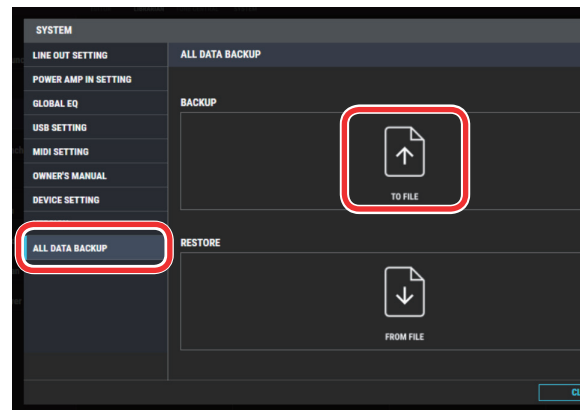 SYSTEM
LINE OUT SETTING
POWER AMP IN SETTING
GLOBAL EQ
USB SETTING
MIDI SETTING
OWNER'S MANUAL
DEVICE SETTING
ALL DATA BACKUP
ALL DATA BACKUP
BACKUP
TO FILE
RESTORE
FROM FILE